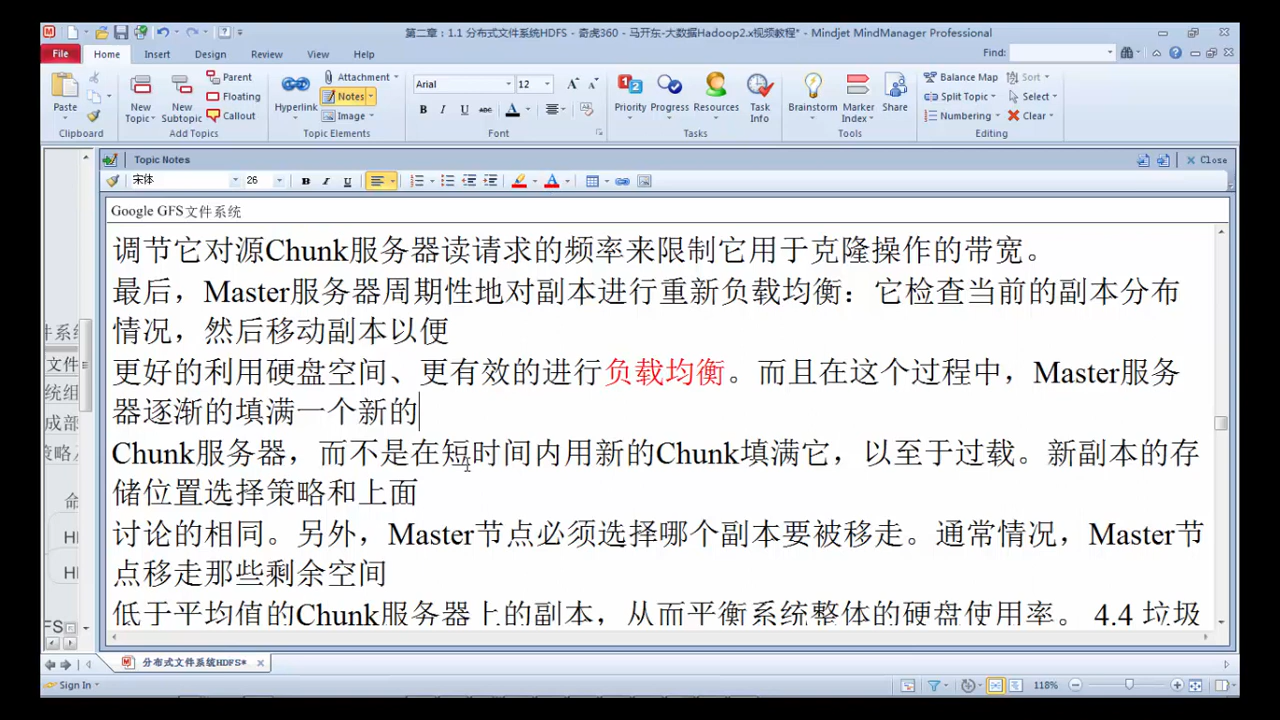 第二章：1.1 分布式文件系统HDFS - 奇虎360 - 马开东-大数据Hadoop2.x视频教程* - Mindjet MindManager Professional
File Home Insert Design Review View Help Find:
Paste New Topic New Subtopic Parent Floating Callout Hyperlink Attachment Notes Image Arial 12 Priority Progress Resources Task Info Brainstorm Marker Index Share Balance Map Sort Split Topic Select Numbering Clear
B I U abc A
Clipboard Add Topics Topic Elements Font Tasks Tools Editing
Topic Notes Close
宋体 26 B I U A
Google GFS文件系统
调节它对源Chunk服务器读请求的频率来限制它用于克隆操作的带宽。
最后，Master服务器周期性地对副本进行重新负载均衡：它检查当前的副本分布
情况，然后移动副本以便
更好的利用硬盘空间、更有效的进行负载均衡。而且在这个过程中，Master服务
器逐渐的填满一个新的
Chunk服务器，而不是在短时间内用新的Chunk填满它，以至于过载。新副本的存
储位置选择策略和上面
讨论的相同。另外，Master节点必须选择哪个副本要被移走。通常情况，Master节
点移走那些剩余空间
低于平均值的Chunk服务器上的副本，从而平衡系统整体的硬盘使用率。 4.4 垃圾
件系统
文件
统组
成部
策略及
命
HI
HI
FS
分布式文件系统HDFS*
Sign In 118%